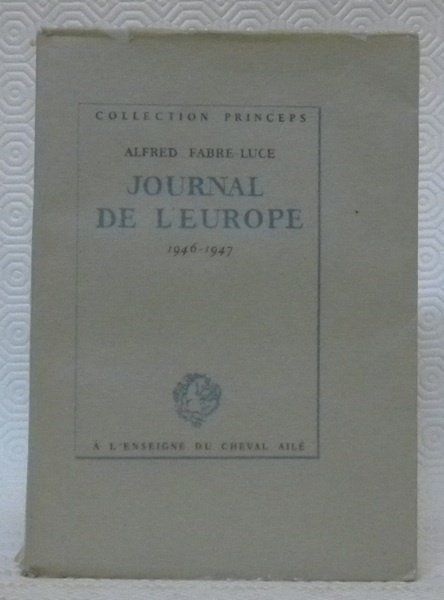 COLLECTION PRINCEPS
ALFRED FABRE-LUCE
JOURNAL
DE L'EUROPE
1946-1947
À L'ENSEIGNE DU CHEVAL AILÉ